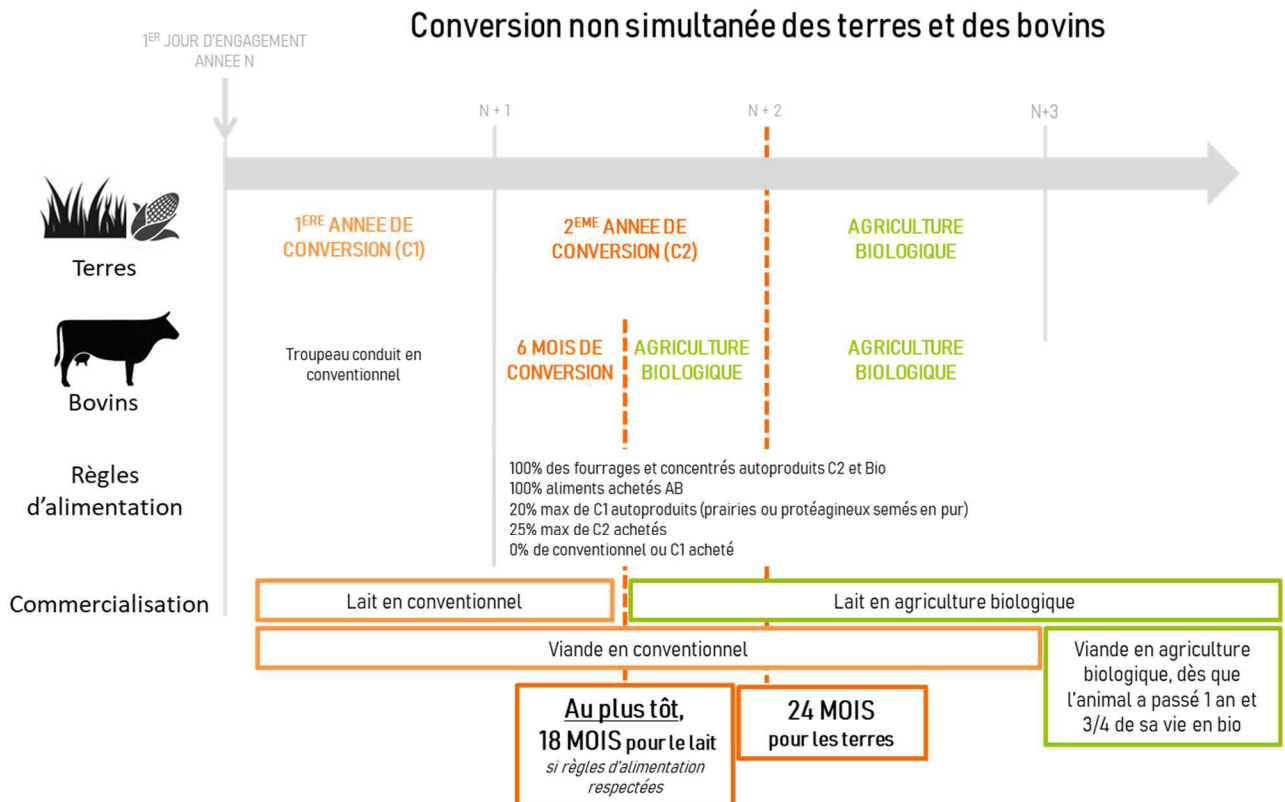 Conversion non simultanée des terres et des bovins
1ER JOUR D'ENGAGEMENT
ANNEE N
N + 1
N + 2
N+3
Terres
1ERE ANNEE DE
CONVERSION (C1)
2EME ANNEE DE
CONVERSION (C2)
AGRICULTURE
BIOLOGIQUE
Bovins
Troupeau conduit en
conventionnel
6 MOIS DE
CONVERSION
AGRICULTURE
BIOLOGIQUE
AGRICULTURE
BIOLOGIQUE
Règles
d'alimentation
100% des fourrages et concentrés autoproduits C2 et Bio
100% aliments achetés AB
20% max de C1 autoproduits (prairies ou protéagineux semés en pur)
25% max de C2 achetés
0% de conventionnel ou C1 acheté
Commercialisation
Lait en conventionnel
Lait en agriculture biologique
Viande en conventionnel
Viande en agriculture
biologique, dès que
l'animal a passé 1 an et
3/4 de sa vie en bio
Au plus tôt,
18 MOIS pour le lait
si règles d'alimentation
respectées
24 MOIS
pour les terres